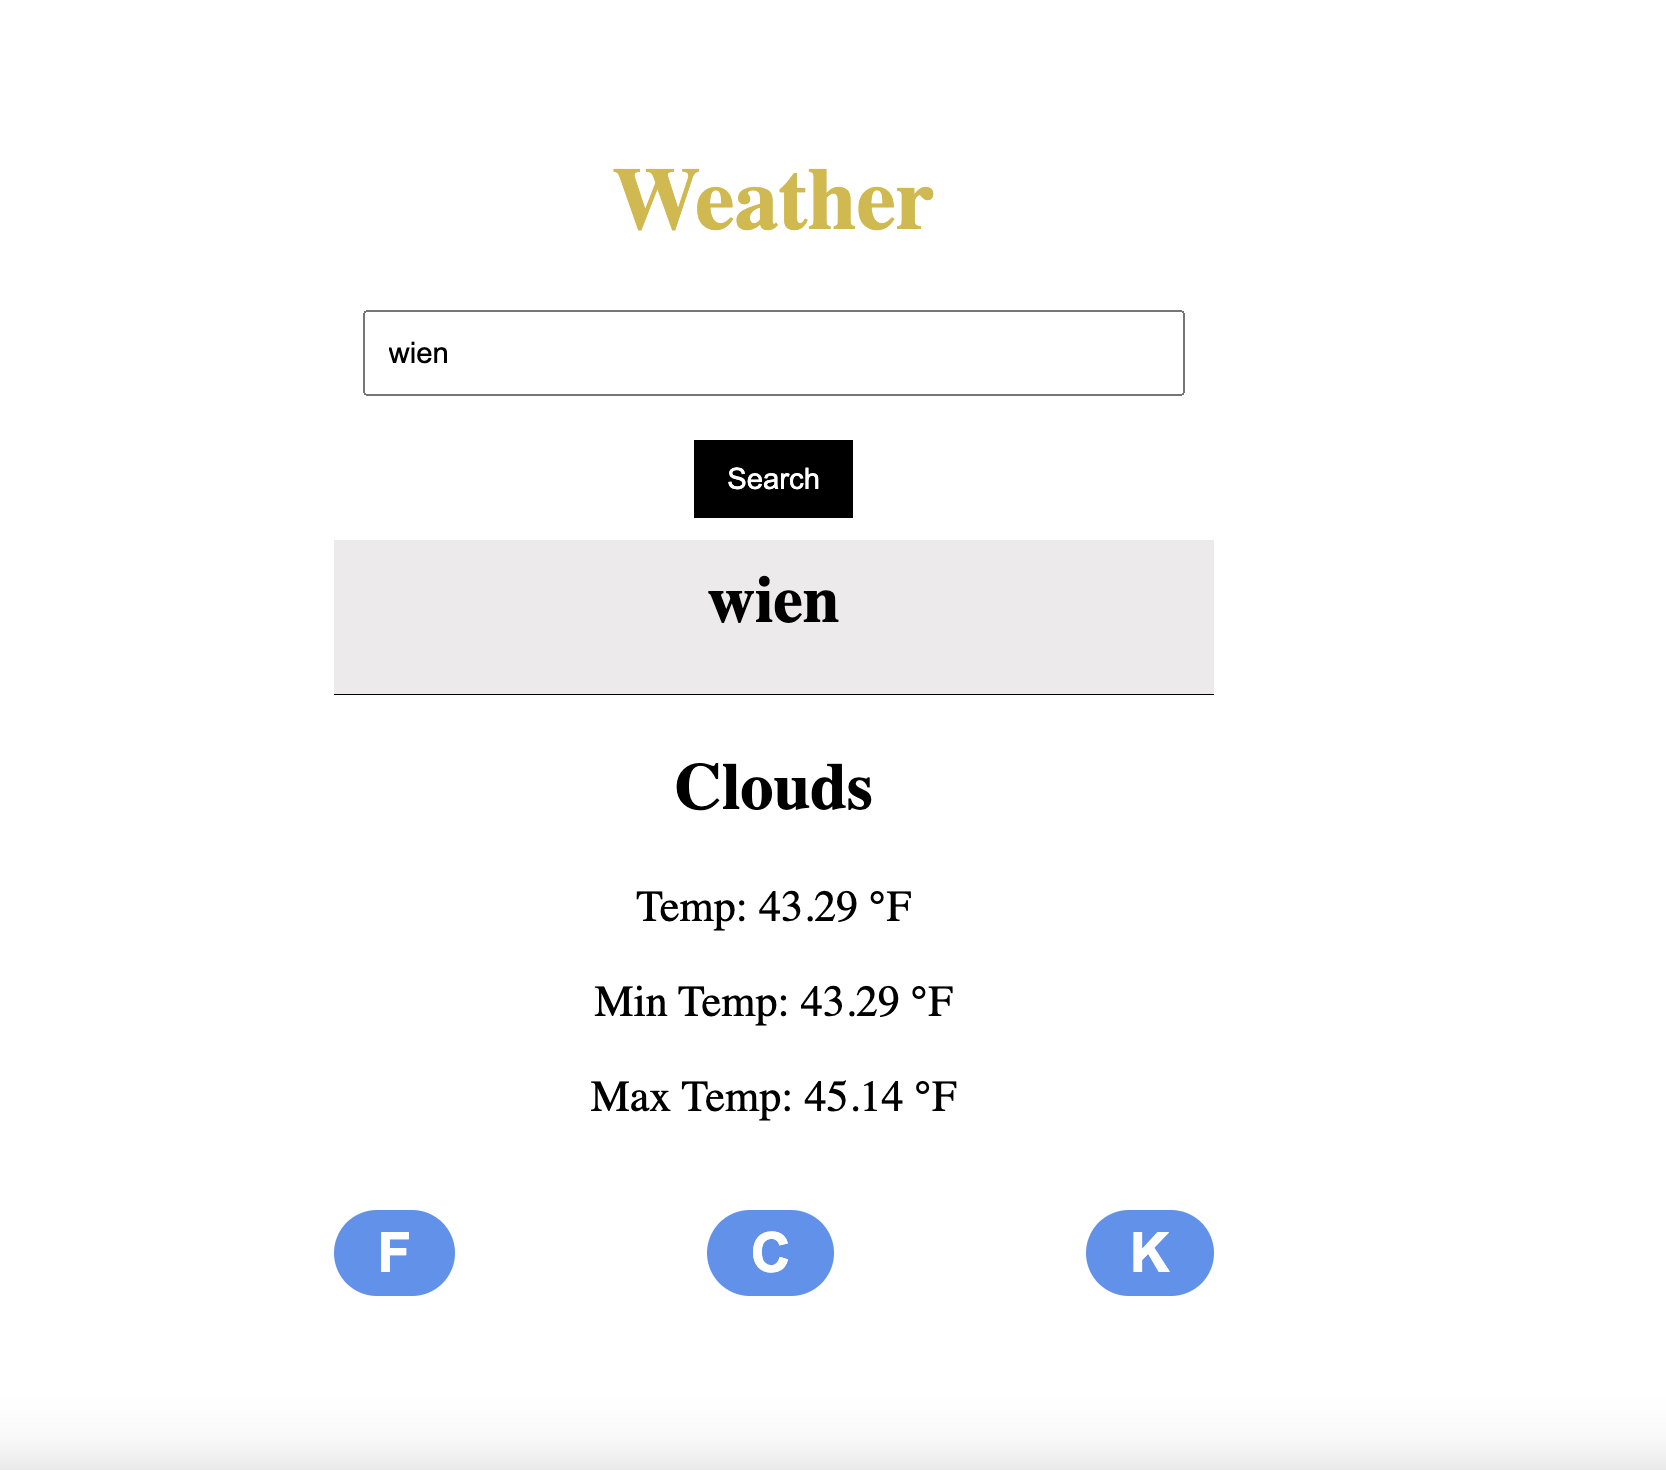 Weather
wien
Search
wien
Clouds
Temp: 43.29 °F
Min Temp: 43.29 °F
Max Temp: 45.14 °F
F C K